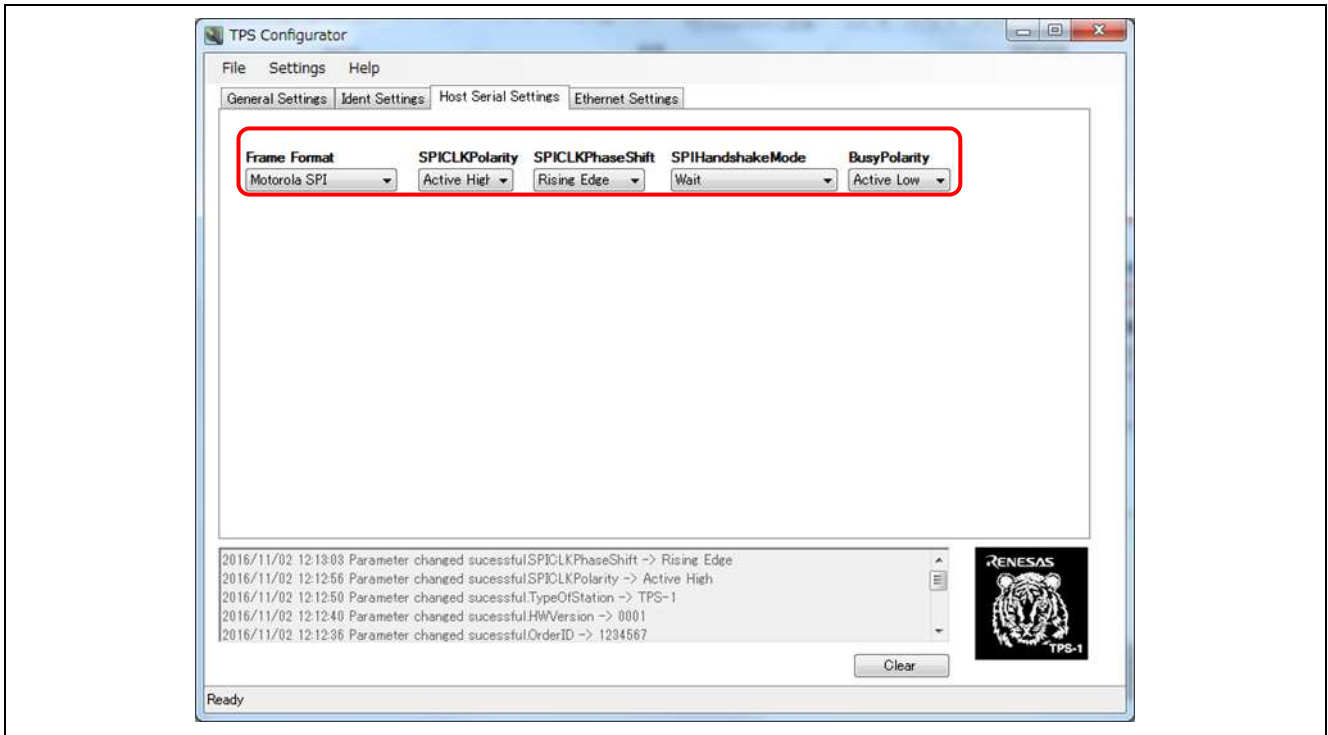 TPS Configurator
File Settings Help
General Settings Ident Settings Host Serial Settings Ethernet Settings
Frame Format SPICLKPolarity SPICLKPhaseShift SPIHandshakeMode BusyPolarity
Motorola SPI Active High Rising Edge Wait Active Low
2016/11/02 12:13:03 Parameter changed sucessful.SPICLKPhaseShift -> Rising Edge
2016/11/02 12:12:56 Parameter changed sucessful.SPICLKPolarity -> Active High
2016/11/02 12:12:50 Parameter changed sucessful.TypeOfStation -> TPS-1
2016/11/02 12:12:40 Parameter changed sucessful.HWVersion -> 0001
2016/11/02 12:12:36 Parameter changed sucessful.OrderID -> 1234567
RENESAS
TPS-1
Clear
Ready